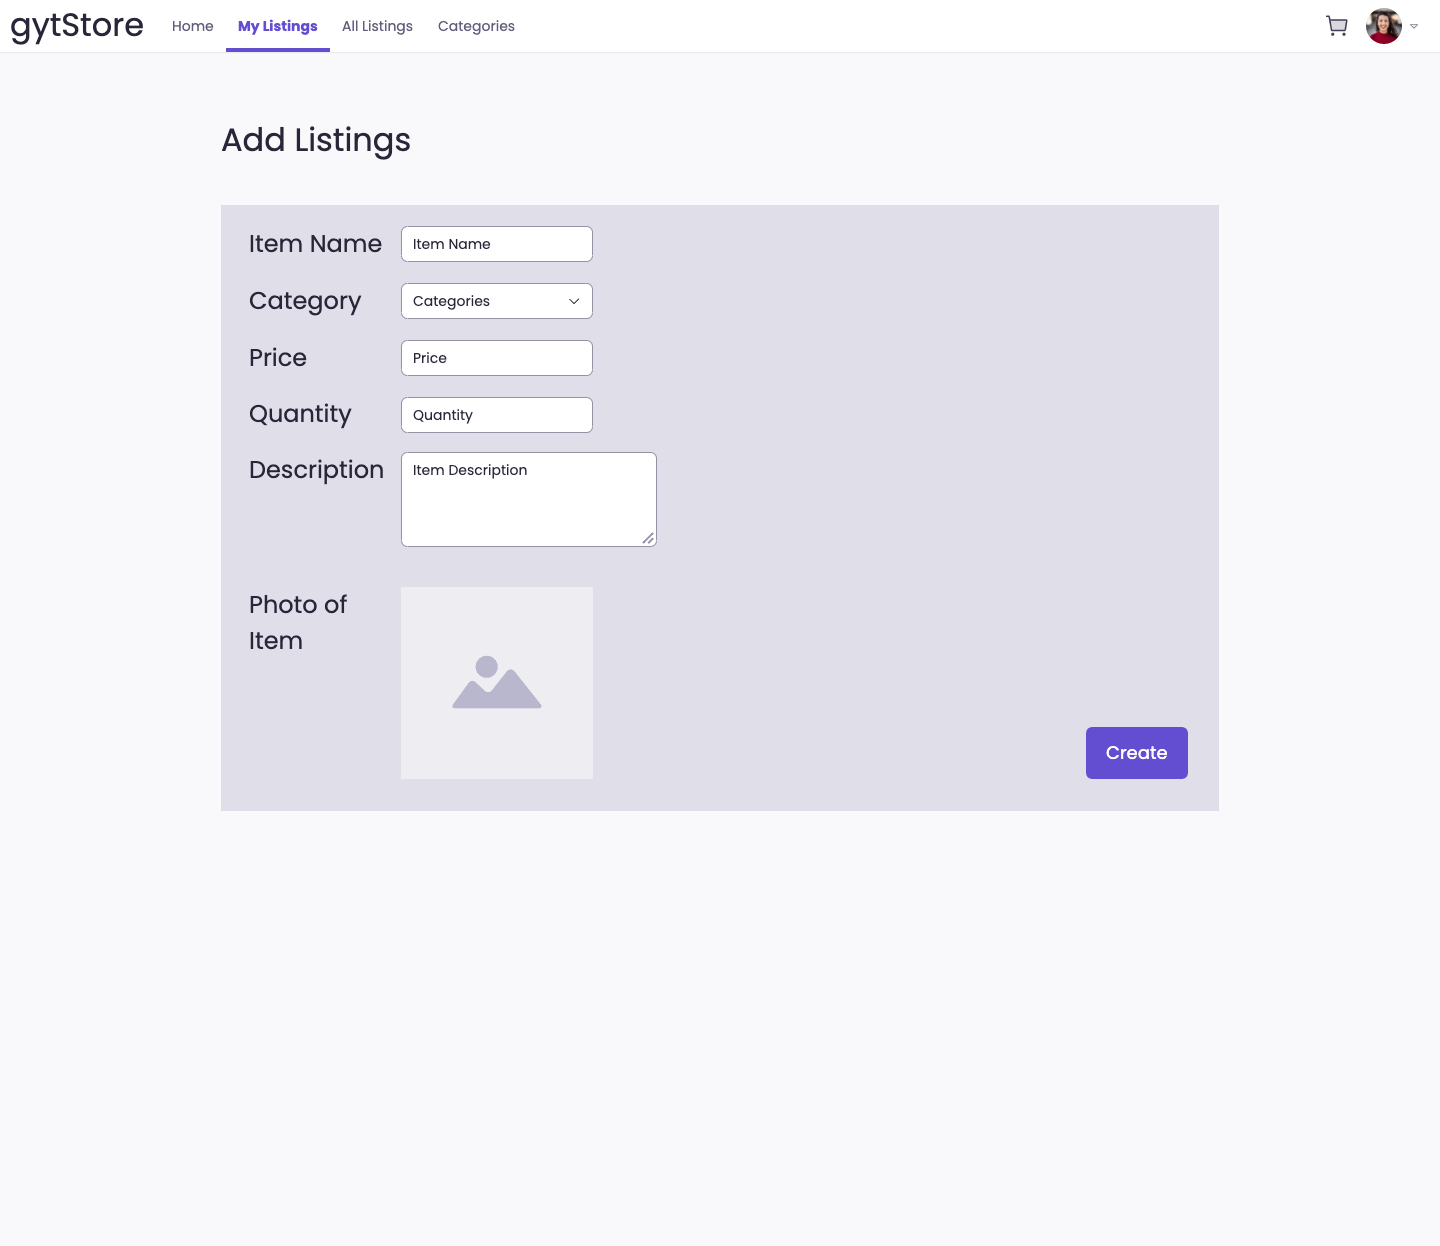 gytStore
Home
My Listings
All Listings
Categories
Add Listings
Item Name
Item Name
Category
Categories
Price
Price
Quantity
Quantity
Description
Item Description
Photo of
Item
Create